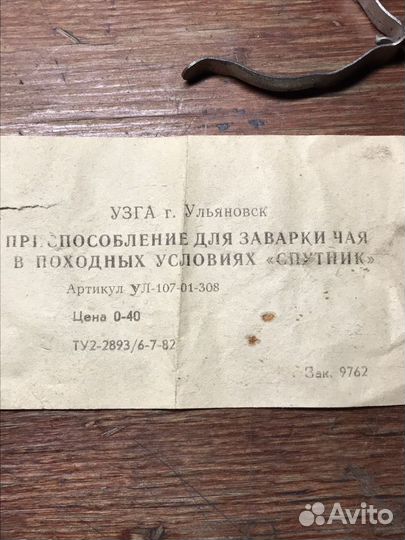 УЗГА г. Ульяновск
ПРИСПОСОБЛЕНИЕ ДЛЯ ЗАВАРКИ ЧАЯ
В ПОХОДНЫХ УСЛОВИЯХ «СПУТНИК»
Артикул УЛ-107-01-308
Цена 0-40
ТУ2-2893/6-7-82
Зак. 9762
Avito